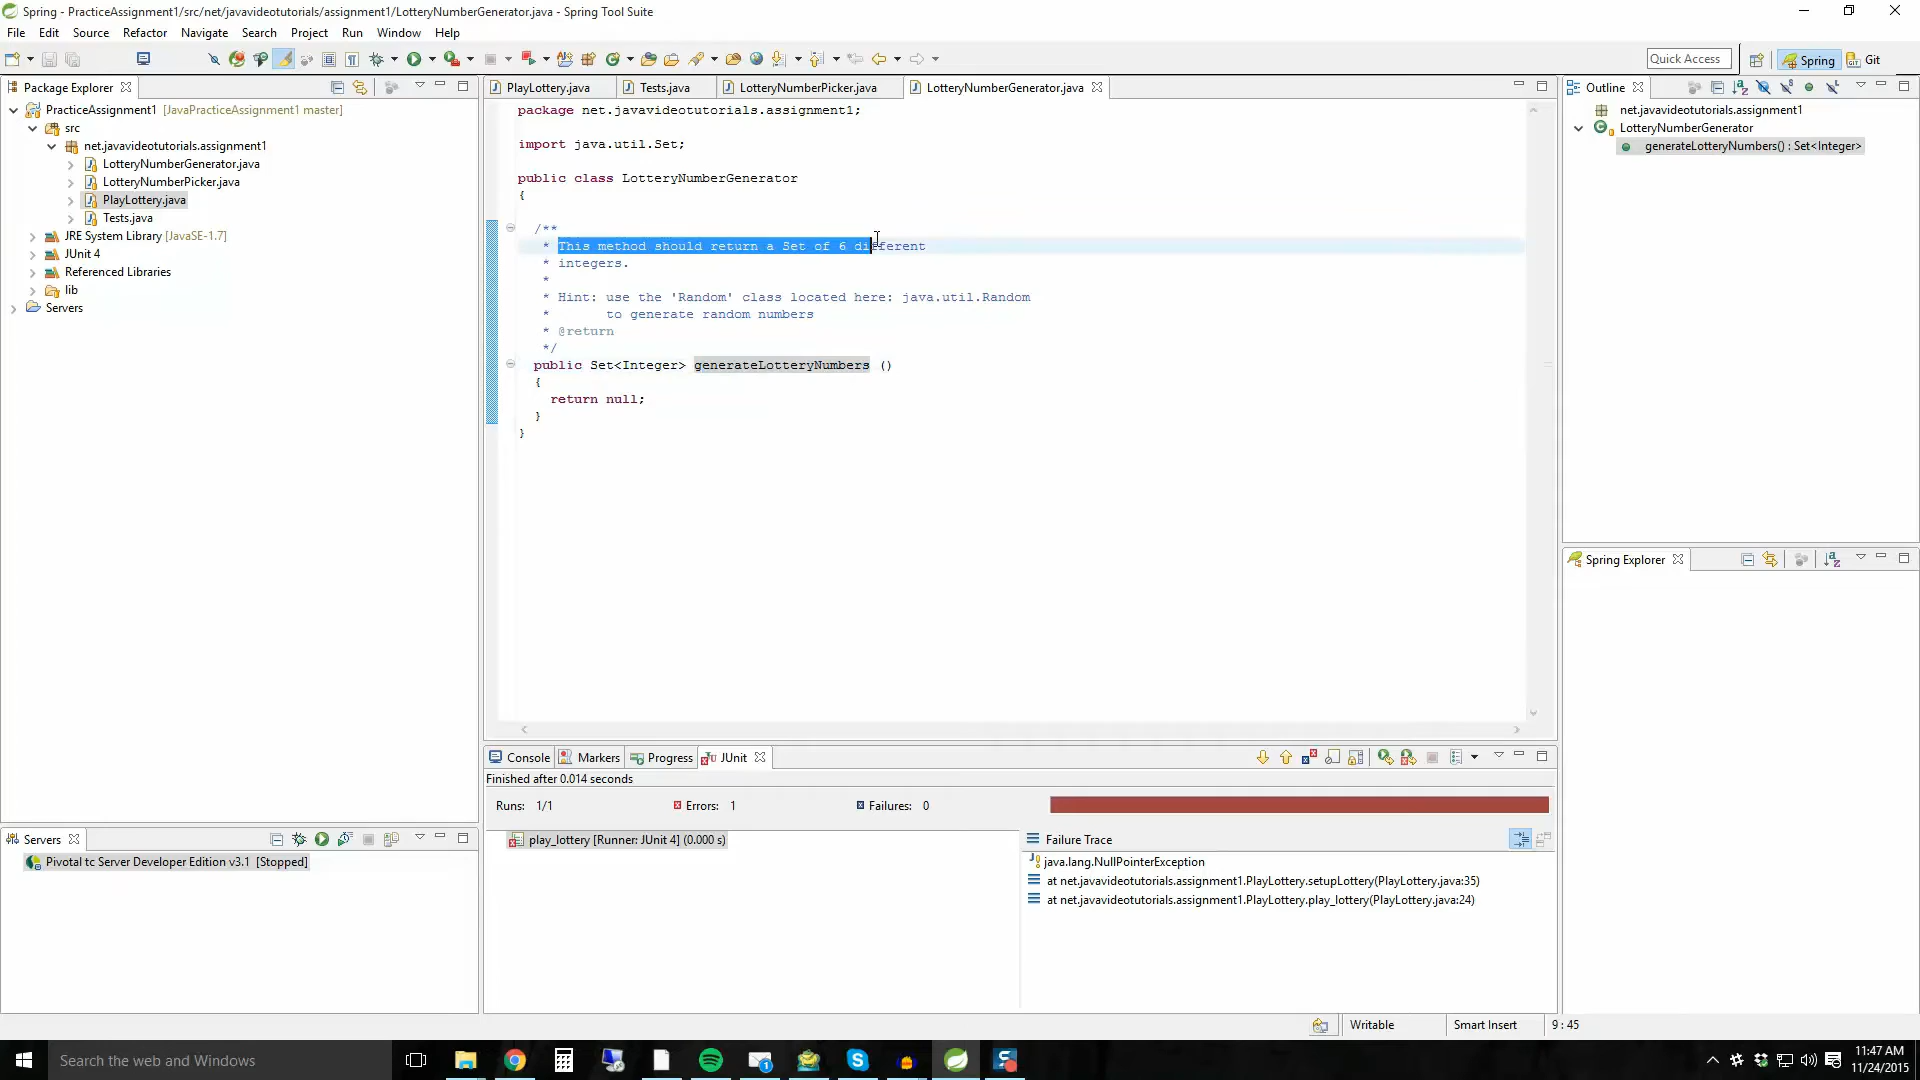 Spring - PracticeAssignment1/src/net/javavideotutorials/assignment1/LotteryNumberGenerator.java - Spring Tool Suite
File Edit Source Refactor Navigate Search Project Run Window Help
Quick Access Spring Git
Package Explorer
PracticeAssignment1 [JavaPracticeAssignment1 master]
src
net.javavideotutorials.assignment1
LotteryNumberGenerator.java
LotteryNumberPicker.java
PlayLottery.java
Tests.java
JRE System Library [JavaSE-1.7]
JUnit 4
Referenced Libraries
lib
Servers
PlayLottery.java Tests.java LotteryNumberPicker.java LotteryNumberGenerator.java
package net.javavideotutorials.assignment1;
import java.util.Set;
public class LotteryNumberGenerator
{
/**
* This method should return a Set of 6 different
* integers.
*
* Hint: use the 'Random' class located here: java.util.Random
* to generate random numbers
* @return
*/
public Set<Integer> generateLotteryNumbers ()
{
return null;
}
}
Outline
net.javavideotutorials.assignment1
LotteryNumberGenerator
generateLotteryNumbers() : Set<Integer>
Spring Explorer
Servers
Pivotal tc Server Developer Edition v3.1 [Stopped]
Console Markers Progress JUnit
Finished after 0.014 seconds
Runs: 1/1 Errors: 1 Failures: 0
play_lottery [Runner: JUnit 4] (0.000 s)
Failure Trace
java.lang.NullPointerException
at net.javavideotutorials.assignment1.PlayLottery.setupLottery(PlayLottery.java:35)
at net.javavideotutorials.assignment1.PlayLottery.play_lottery(PlayLottery.java:24)
Writable Smart Insert 9 : 45
Search the web and Windows
11:47 AM
11/24/2015